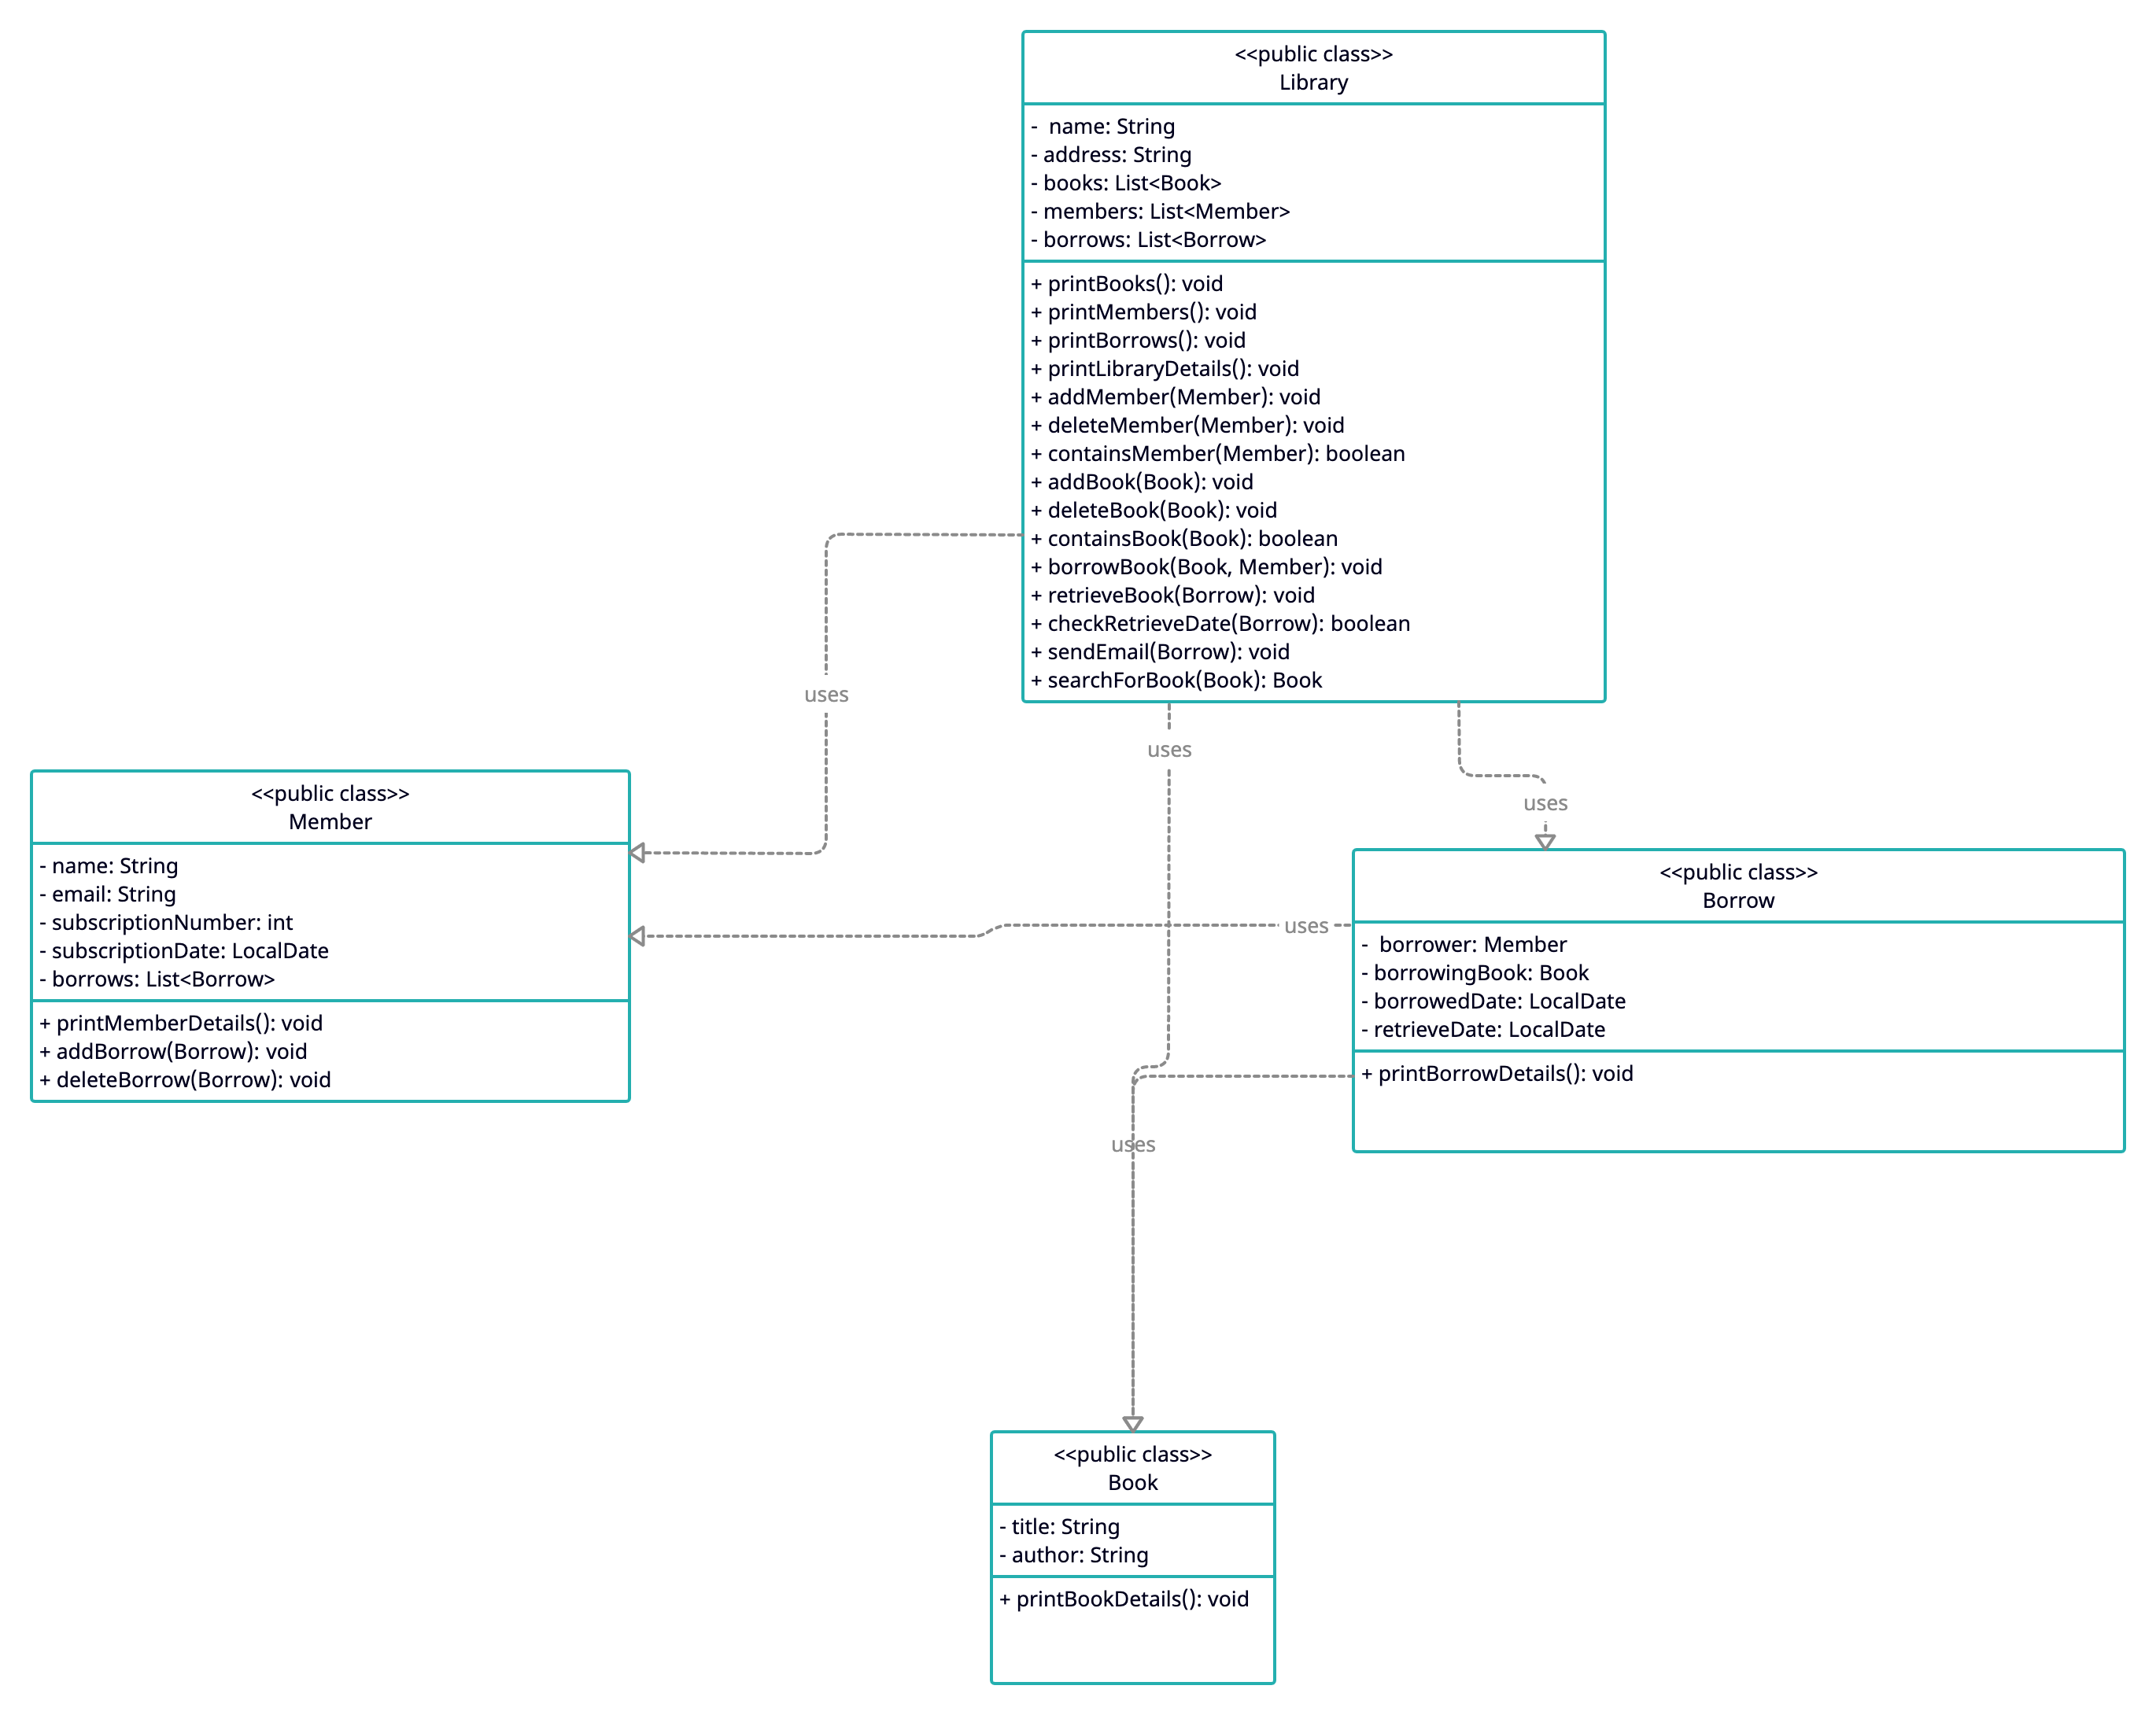 <<public class>>
Library
-  name: String
- address: String
- books: List<Book>
- members: List<Member>
- borrows: List<Borrow>
+ printBooks(): void
+ printMembers(): void
+ printBorrows(): void
+ printLibraryDetails(): void
+ addMember(Member): void
+ deleteMember(Member): void
+ containsMember(Member): boolean
+ addBook(Book): void
+ deleteBook(Book): void
+ containsBook(Book): boolean
+ borrowBook(Book, Member): void
+ retrieveBook(Borrow): void
+ checkRetrieveDate(Borrow): boolean
+ sendEmail(Borrow): void
+ searchForBook(Book): Book
uses
uses
uses
<<public class>>
Member
- name: String
- email: String
- subscriptionNumber: int
- subscriptionDate: LocalDate
- borrows: List<Borrow>
+ printMemberDetails(): void
+ addBorrow(Borrow): void
+ deleteBorrow(Borrow): void
uses
<<public class>>
Borrow
-  borrower: Member
- borrowingBook: Book
- borrowedDate: LocalDate
- retrieveDate: LocalDate
+ printBorrowDetails(): void
uses
<<public class>>
Book
- title: String
- author: String
+ printBookDetails(): void